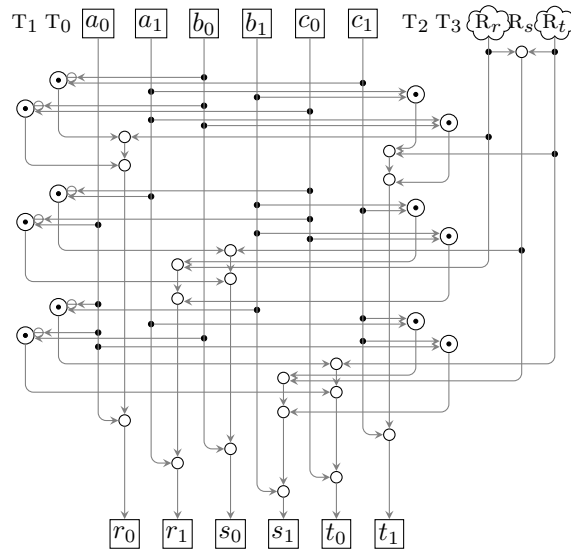 T₁ T₀ a₀ a₁ b₀ b₁ c₀ c₁ T₂ T₃ Rᵣ Rₛ Rₜ
r₀ r₁ s₀ s₁ t₀ t₁